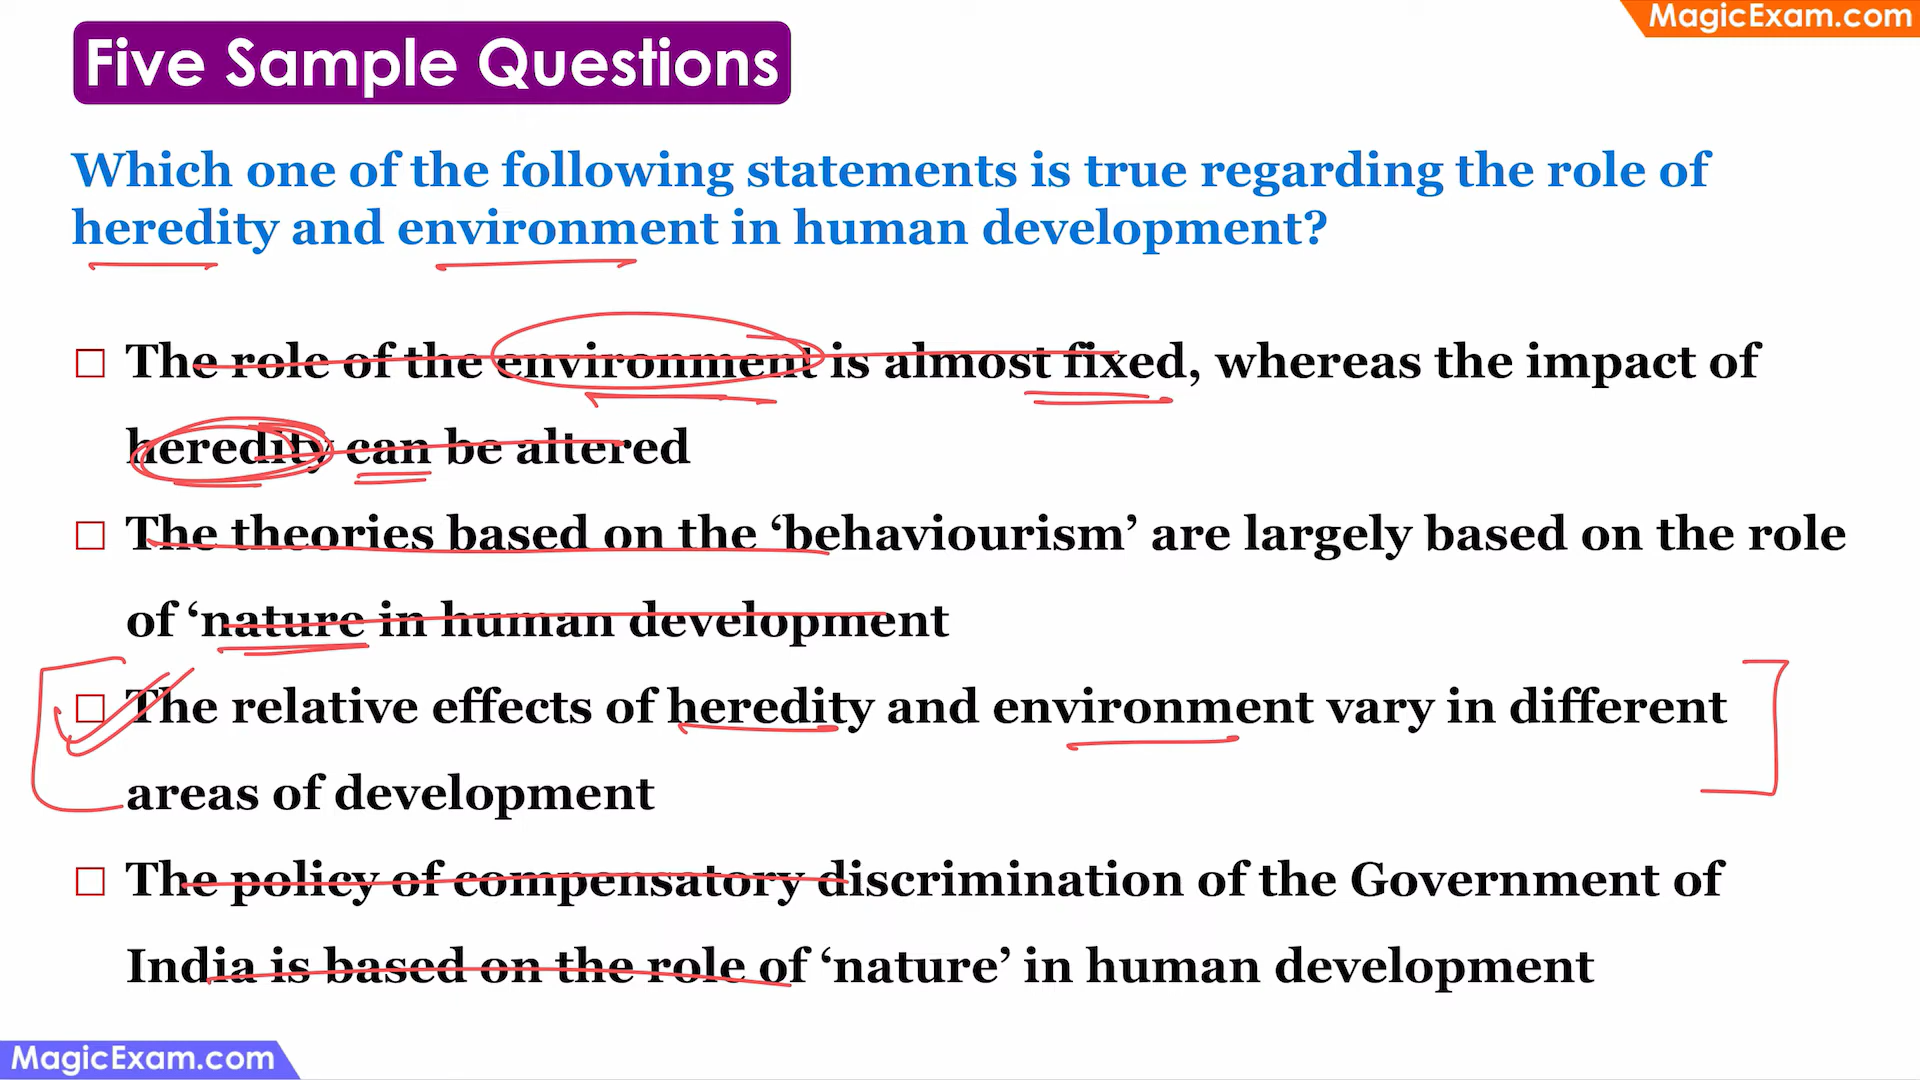 MagicExam.com
Five Sample Questions
Which one of the following statements is true regarding the role of
heredity and environment in human development?
The role of the environment is almost fixed, whereas the impact of
heredity can be altered
The theories based on the ‘behaviourism’ are largely based on the role
of ‘nature in human development
The relative effects of heredity and environment vary in different
areas of development
The policy of compensatory discrimination of the Government of
India is based on the role of ‘nature’ in human development
MagicExam.com